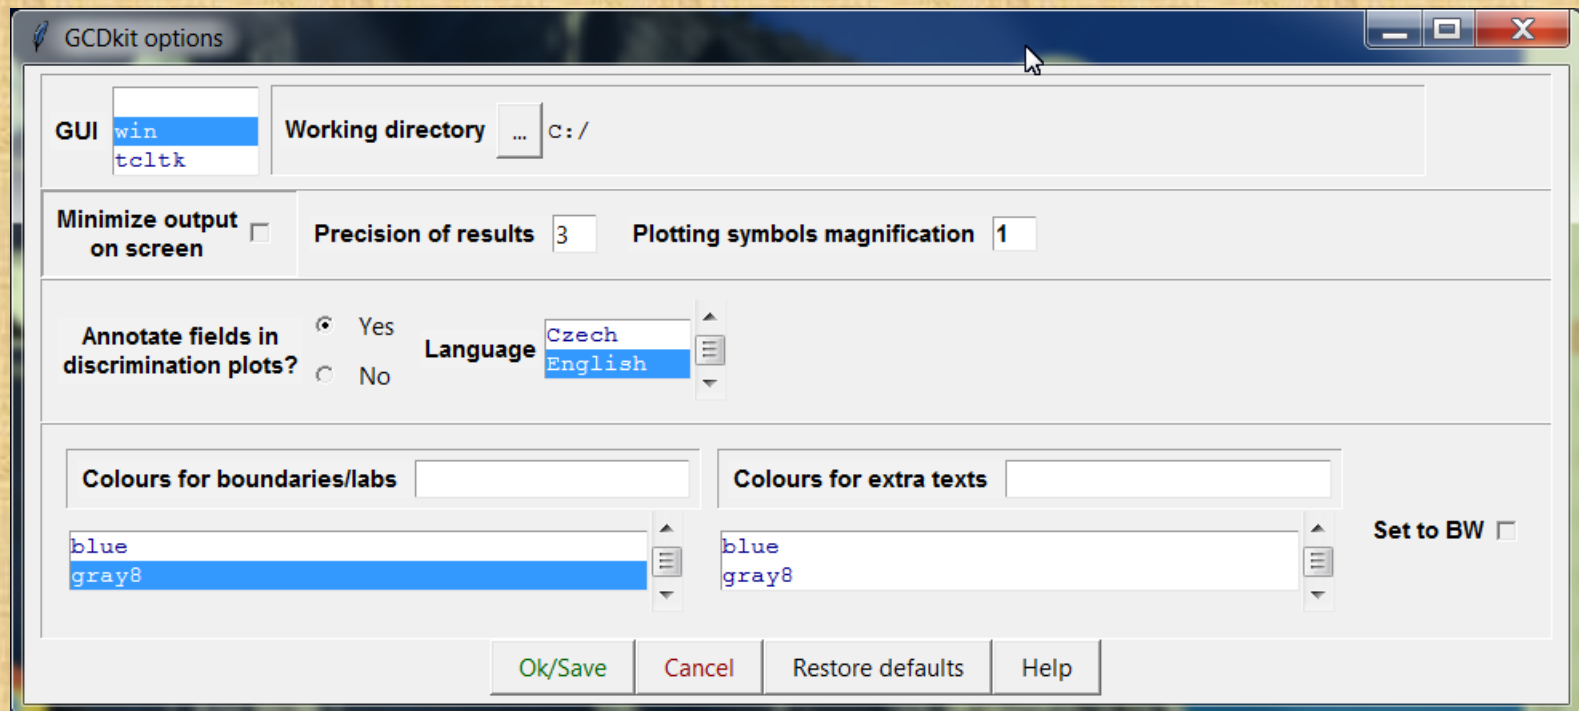 GCDkit options
GUI
win
tcltk
Working directory ... C:/
Minimize output
on screen
Precision of results 3
Plotting symbols magnification 1
Annotate fields in
discrimination plots?
Yes
No
Language
Czech
English
Colours for boundaries/labs
blue
gray8
Colours for extra texts
blue
gray8
Set to BW
Ok/Save Cancel Restore defaults Help